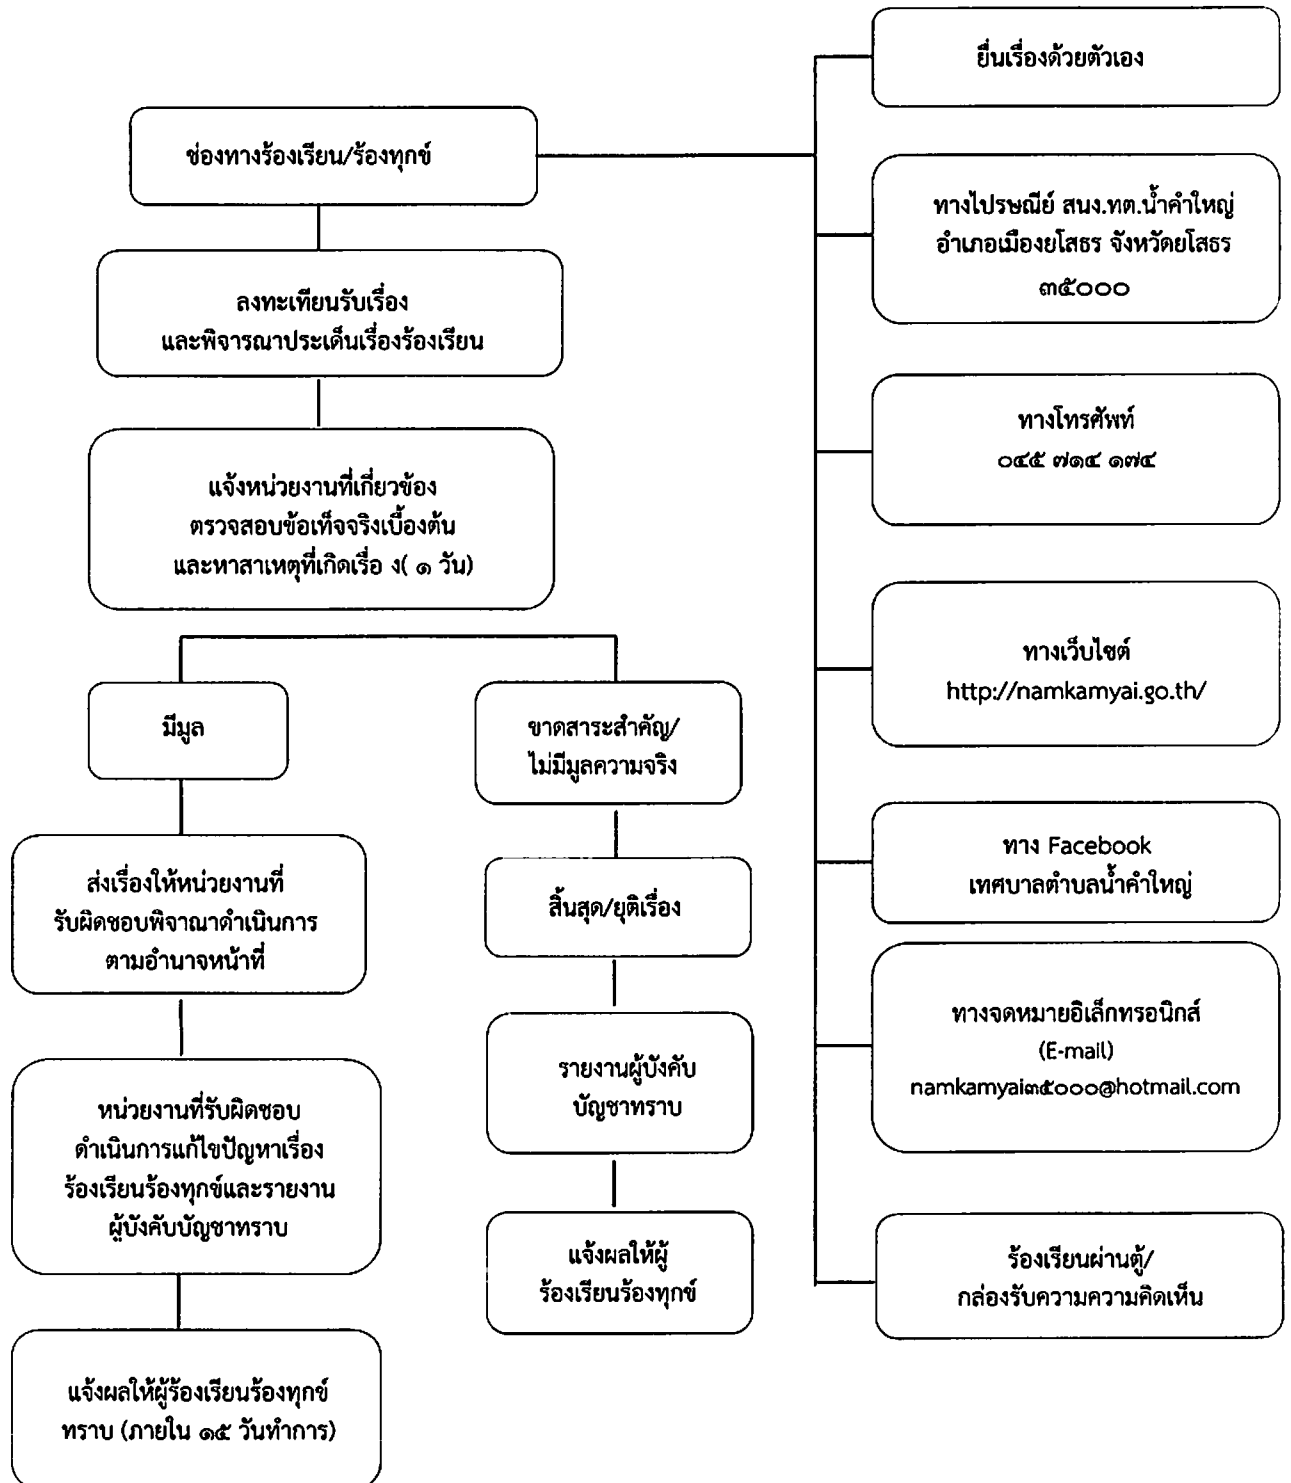 ช่องทางร้องเรียน/ร้องทุกข์
ลงทะเทียนรับเรื่อง
และพิจารณาประเด็นเรื่องร้องเรียน
แจ้งหน่วยงานที่เกี่ยวข้อง
ตรวจสอบข้อเท็จจริงเบื้องต้น
และหาสาเหตุที่เกิดเรื่อ ง( ๑ วัน)
มีมูล
ส่งเรื่องให้หน่วยงานที่
รับผิดชอบพิจาณาดำเนินการ
ตามอำนาจหน้าที่
หน่วยงานที่รับผิดชอบ
ดำเนินการแก้ไขปัญหาเรื่อง
ร้องเรียนร้องทุกข์และรายงาน
ผู้บังคับบัญชาทราบ
แจ้งผลให้ผู้ร้องเรียนร้องทุกข์
ทราบ (ภายใน ๑๕ วันทำการ)
ขาดสาระสำคัญ/
ไม่มีมูลความจริง
สิ้นสุด/ยุติเรื่อง
รายงานผู้บังคับ
บัญชาทราบ
แจ้งผลให้ผู้
ร้องเรียนร้องทุกข์
ยื่นเรื่องด้วยตัวเอง
ทางไปรษณีย์ สนง.ทต.น้ำคำใหญ่
อำเภอเมืองยโสธร จังหวัดยโสธร
๓๕๐๐๐
ทางโทรศัพท์
๐๔๕ ๗๑๔ ๑๗๔
ทางเว็บไซต์
http://namkamyai.go.th/
ทาง Facebook
เทศบาลตำบลน้ำคำใหญ่
ทางจดหมายอิเล็กทรอนิกส์
(E-mail)
namkamyai๓๕๐๐๐@hotmail.com
ร้องเรียนผ่านตู้/
กล่องรับความความคิดเห็น